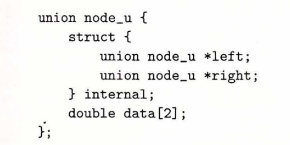 union node_u {
    struct {
        union node_u *left;
        union node_u *right;
    } internal;
    double data[2];
};